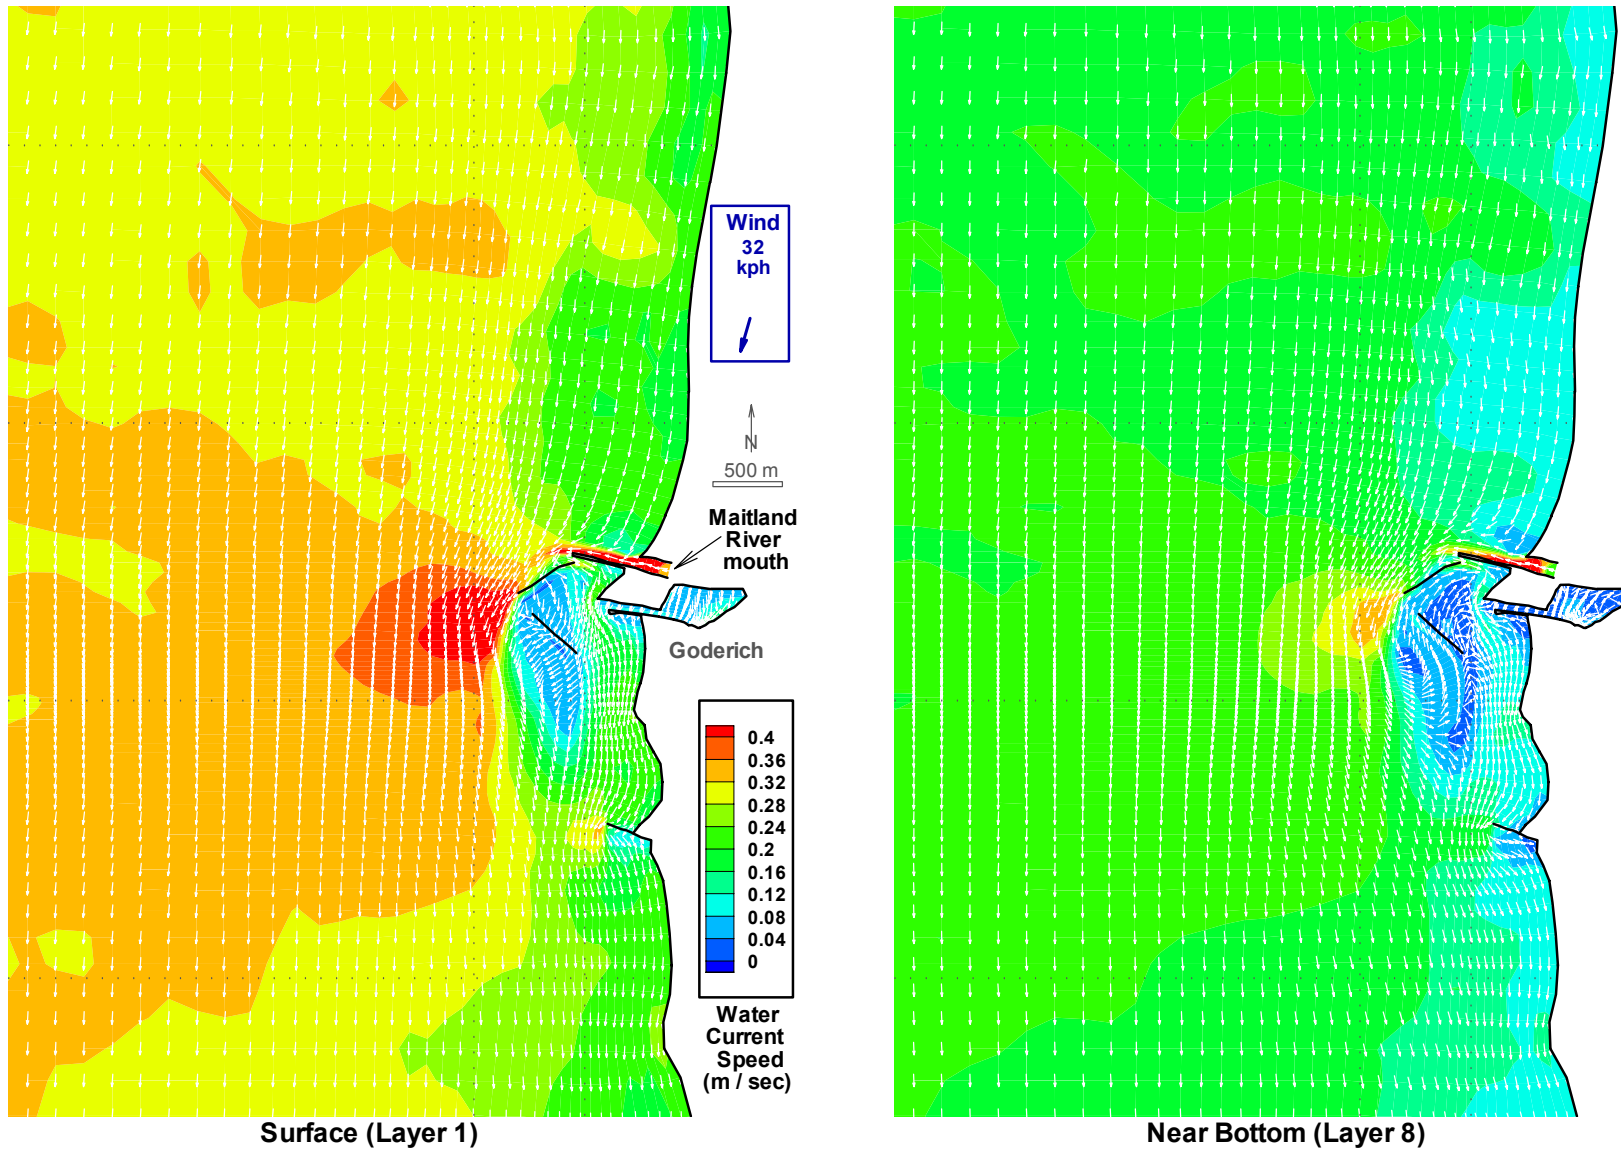 Wind
32
kph
N
500 m
Maitland
River
mouth
Goderich
0.4
0.36
0.32
0.28
0.24
0.2
0.16
0.12
0.08
0.04
0
Water
Current
Speed
(m / sec)
Surface (Layer 1)
Near Bottom (Layer 8)